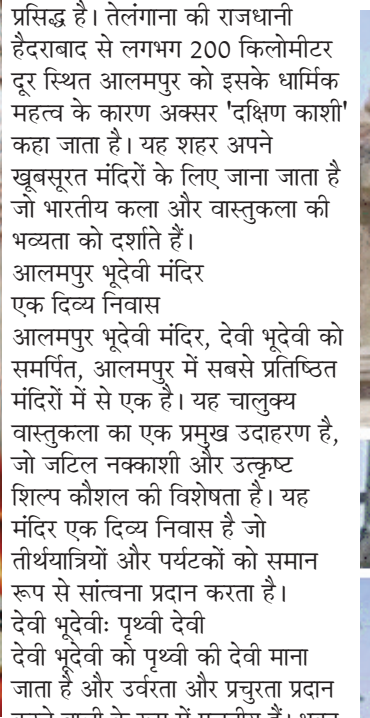 प्रसिद्ध है। तेलंगाना की राजधानी
हैदराबाद से लगभग 200 किलोमीटर
दूर स्थित आलमपुर को इसके धार्मिक
महत्व के कारण अक्सर 'दक्षिण काशी'
कहा जाता है। यह शहर अपने
खूबसूरत मंदिरों के लिए जाना जाता है
जो भारतीय कला और वास्तुकला की
भव्यता को दर्शाते हैं।
आलमपुर भूदेवी मंदिर
एक दिव्य निवास
आलमपुर भूदेवी मंदिर, देवी भूदेवी को
समर्पित, आलमपुर में सबसे प्रतिष्ठित
मंदिरों में से एक है। यह चालुक्य
वास्तुकला का एक प्रमुख उदाहरण है,
जो जटिल नक्काशी और उत्कृष्ट
शिल्प कौशल की विशेषता है। यह
मंदिर एक दिव्य निवास है जो
तीर्थयात्रियों और पर्यटकों को समान
रूप से सांत्वना प्रदान करता है।
देवी भूदेवीः पृथ्वी देवी
देवी भूदेवी को पृथ्वी की देवी माना
जाता है और उर्वरता और प्रचुरता प्रदान